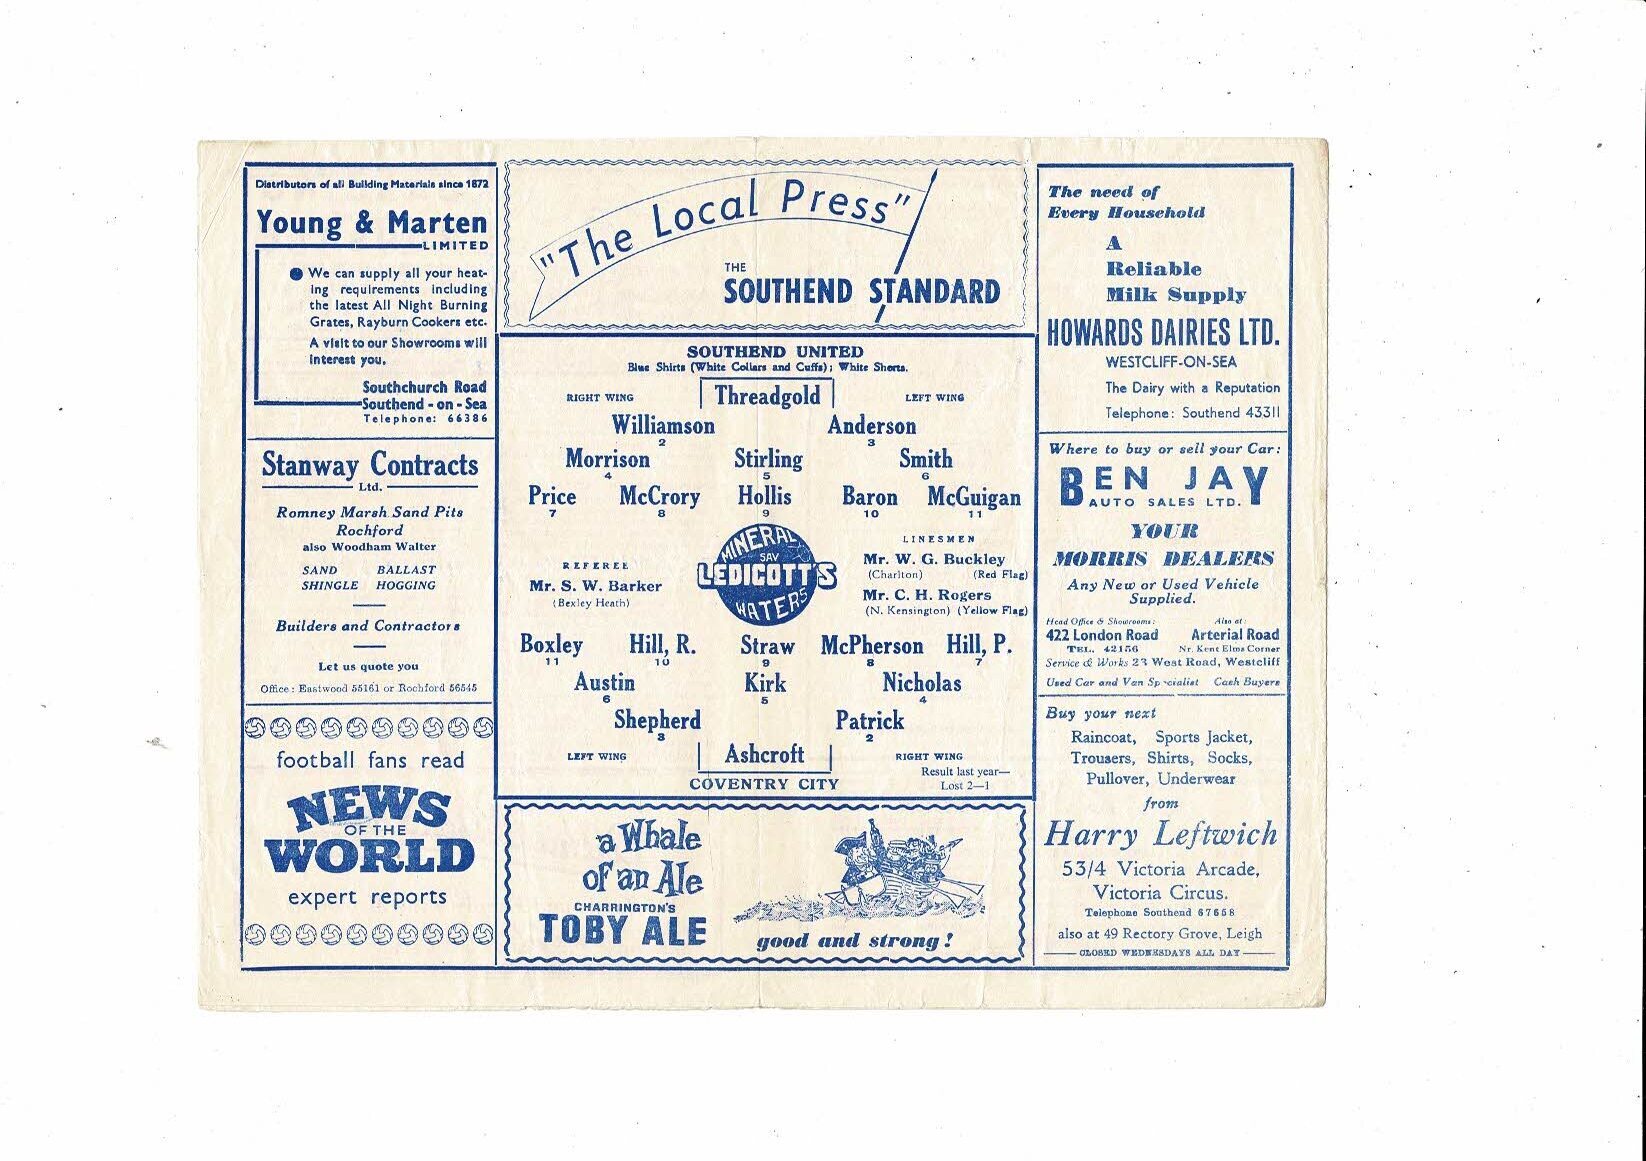 Distributors of all Building Materials since 1872
Young & Marten
LIMITED
We can supply all your heat-
ing requirements including
the latest All Night Burning
Grates, Rayburn Cookers etc.
A visit to our Showrooms will
interest you.
Southchurch Road
Southend - on - Sea
Telephone: 66386
Stanway Contracts
Ltd.
Romney Marsh Sand Pits
Rochford
also Woodham Walter
SAND BALLAST
SHINGLE HOGGING
Builders and Contractors
Let us quote you
Office: Eastwood 55161 or Rochford 56545
football fans read
NEWS
OF THE
WORLD
expert reports
"The Local Press"
THE
SOUTHEND STANDARD
SOUTHEND UNITED
Blue Shirts (White Collars and Cuffs); White Shorts.
RIGHT WING Threadgold LEFT WING
Williamson Anderson
2 3
Morrison Stirling Smith
4 5 6
Price McCrory Hollis Baron McGuigan
7 8 9 10 11
REFEREE
Mr. S. W. Barker
(Bexley Heath)
MINERAL
SAY
LEDICOTT'S
WATERS
LINESMEN
Mr. W. G. Buckley
(Charlton) (Red Flag)
Mr. C. H. Rogers
(N. Kensington) (Yellow Flag)
Boxley Hill, R. Straw McPherson Hill, P.
11 10 9 8 7
Austin Kirk Nicholas
6 5 4
Shepherd Patrick
3 2
LEFT WING Ashcroft RIGHT WING
COVENTRY CITY
Result last year—
Lost 2—1
a Whale
of an Ale
CHARRINGTON'S
TOBY ALE
good and strong!
The need of
Every Household
A
Reliable
Milk Supply
HOWARDS DAIRIES LTD.
WESTCLIFF-ON-SEA
The Dairy with a Reputation
Telephone: Southend 43311
Where to buy or sell your Car:
BEN JAY
AUTO SALES LTD.
YOUR
MORRIS DEALERS
Any New or Used Vehicle
Supplied.
Head Office & Showrooms: Also at:
422 London Road Arterial Road
TEL. 42156 Nr. Kent Elms Corner
Service & Works 23 West Road, Westcliff
Used Car and Van Specialist Cash Buyers
Buy your next
Raincoat, Sports Jacket,
Trousers, Shirts, Socks,
Pullover, Underwear
from
Harry Leftwich
53/4 Victoria Arcade,
Victoria Circus.
Telephone Southend 67658
also at 49 Rectory Grove, Leigh
CLOSED WEDNESDAYS ALL DAY